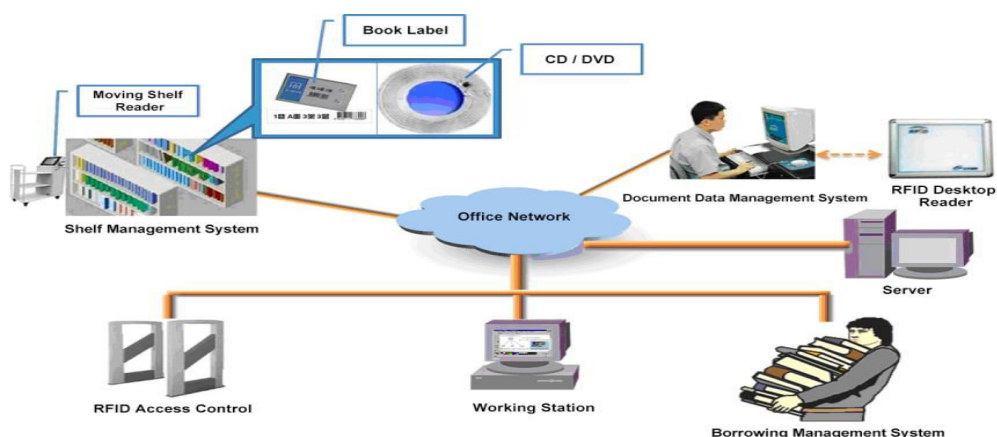 Book Label
CD / DVD
Moving Shelf
Reader
Shelf Management System
Office Network
Document Data Management System
RFID Desktop
Reader
Server
RFID Access Control
Working Station
Borrowing Management System